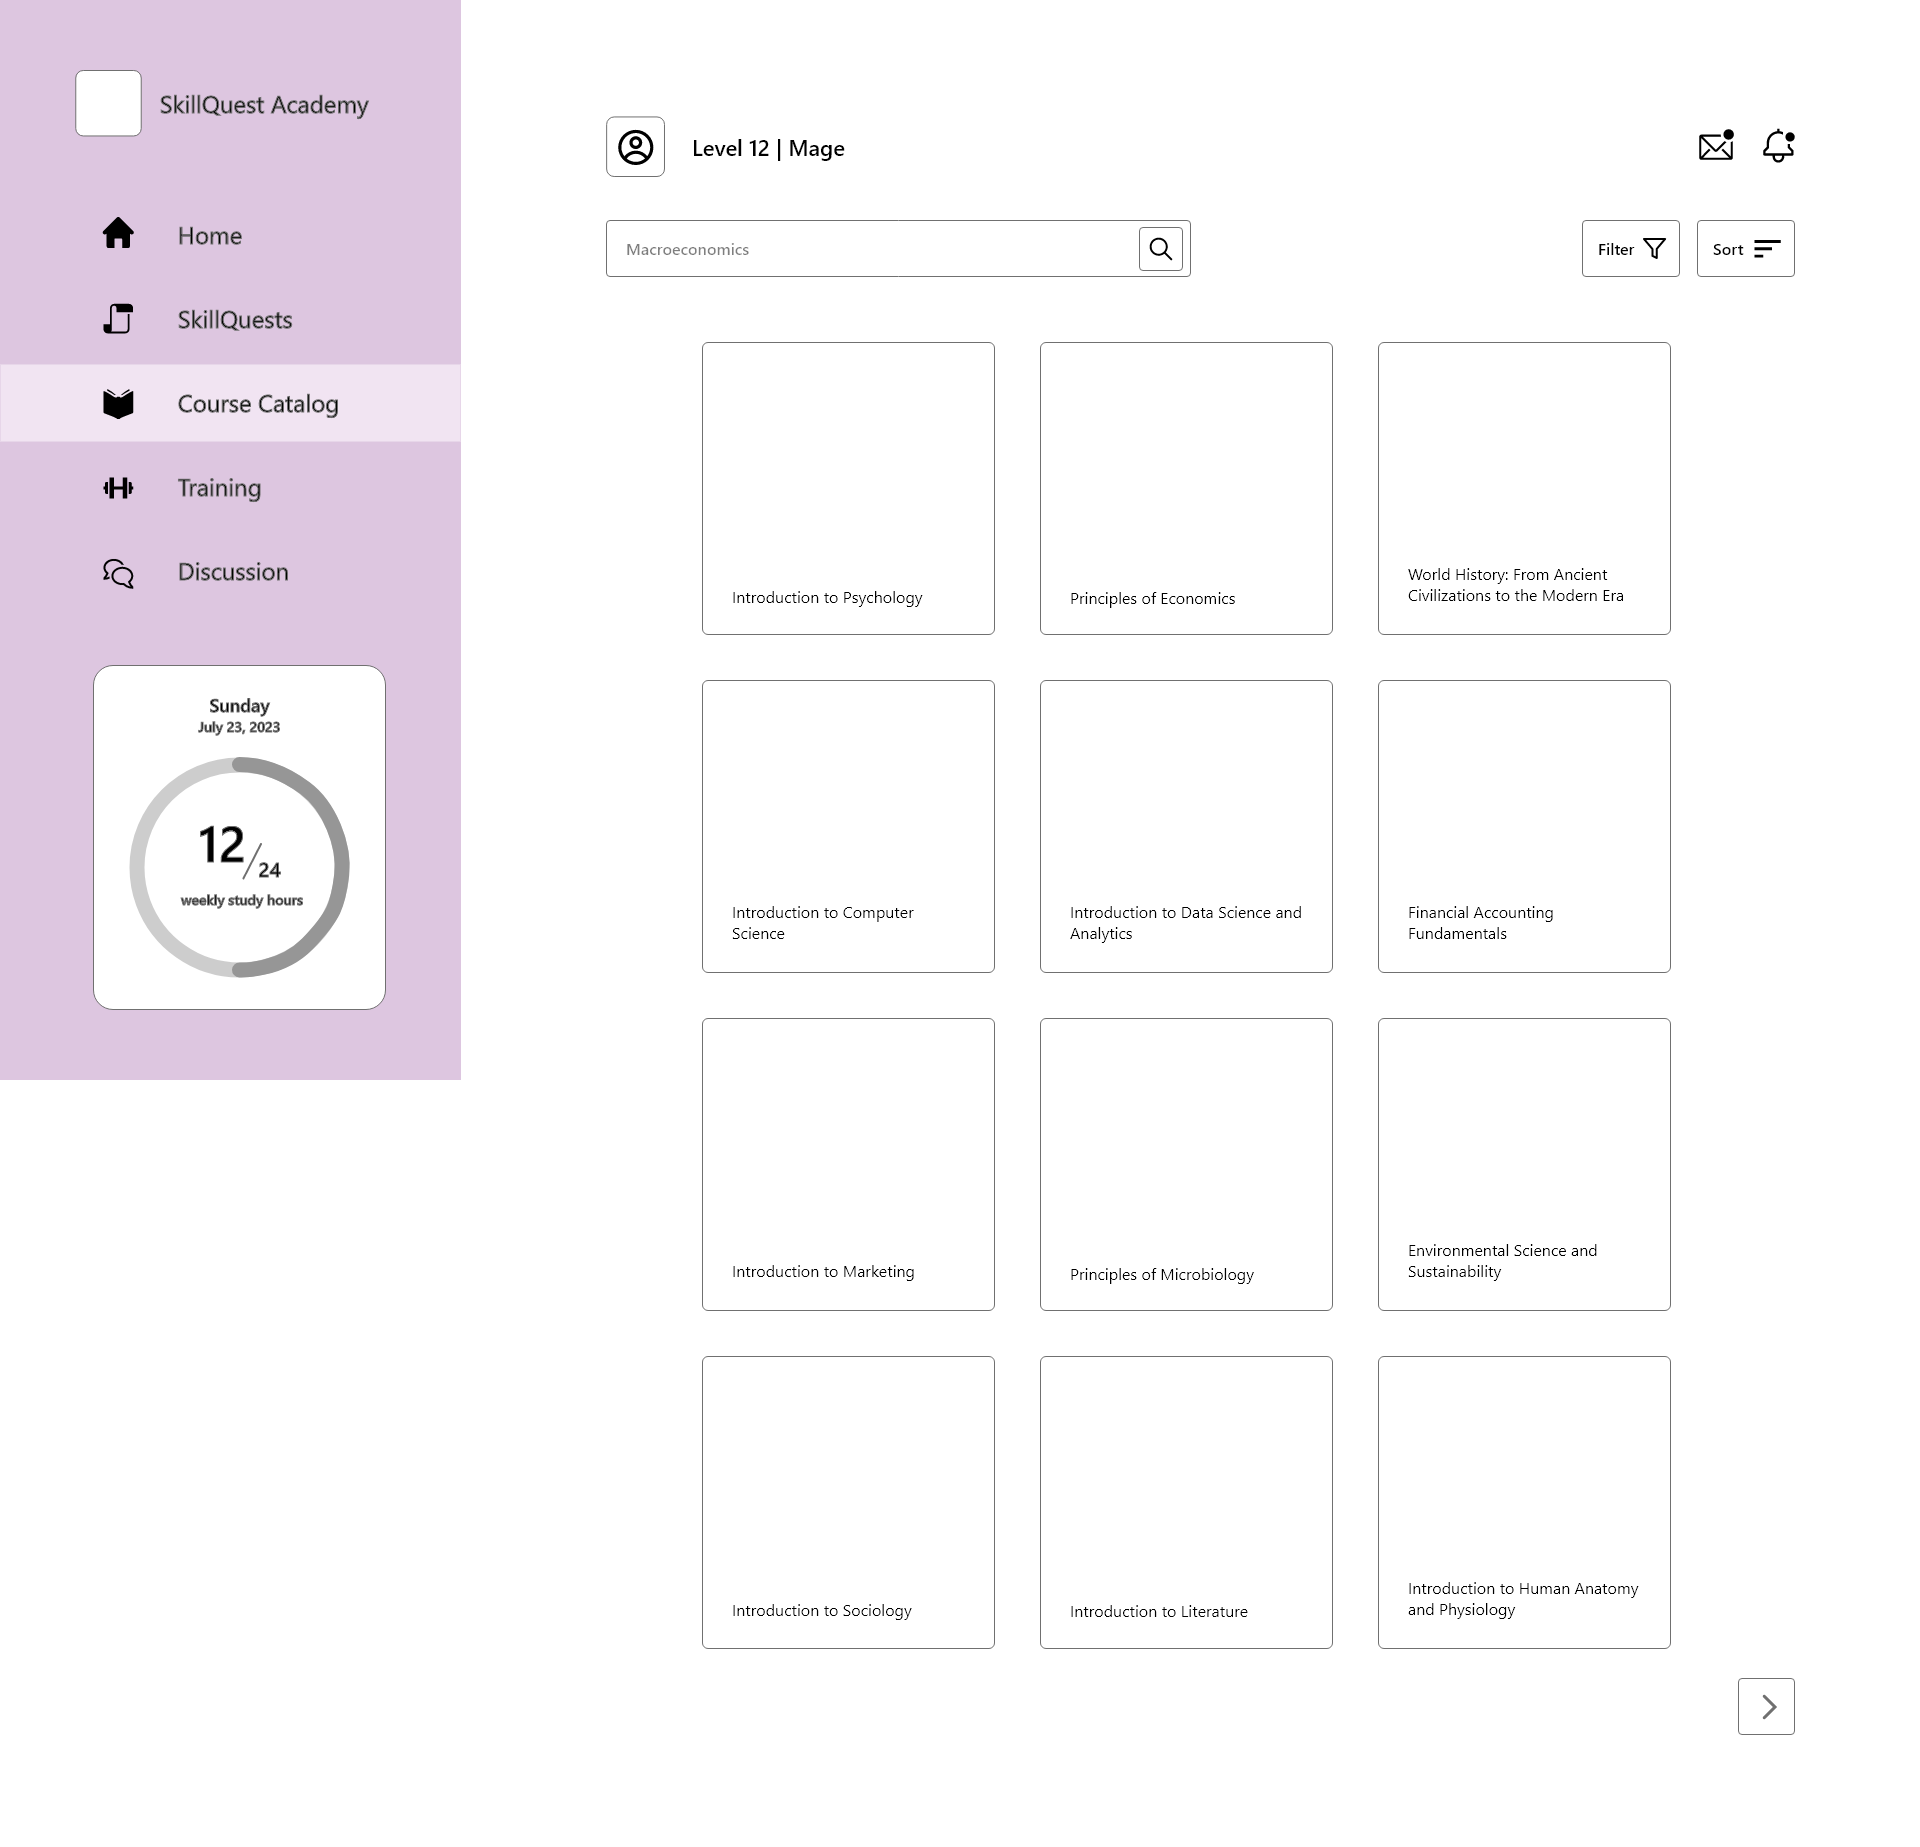 SkillQuest Academy
Home
SkillQuests
Course Catalog
Training
Discussion
Sunday
July 23, 2023
12/24
weekly study hours
Level 12 | Mage
Macroeconomics
Filter
Sort
Introduction to Psychology
Principles of Economics
World History: From Ancient
Civilizations to the Modern Era
Introduction to Computer
Science
Introduction to Data Science and
Analytics
Financial Accounting
Fundamentals
Introduction to Marketing
Principles of Microbiology
Environmental Science and
Sustainability
Introduction to Sociology
Introduction to Literature
Introduction to Human Anatomy
and Physiology